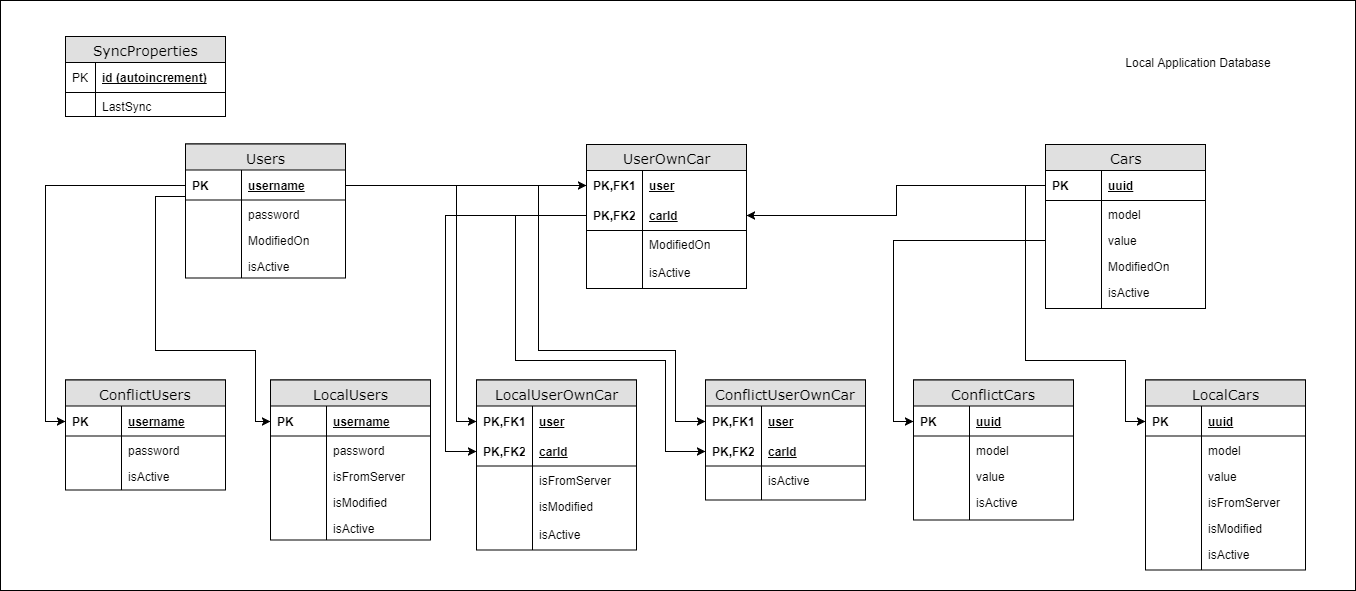 SyncProperties
PK id (autoincrement)
LastSync
Local Application Database
Users
PK username
password
ModifiedOn
isActive
UserOwnCar
PK,FK1 user
PK,FK2 carId
ModifiedOn
isActive
Cars
PK uuid
model
value
ModifiedOn
isActive
ConflictUsers
PK username
password
isActive
LocalUsers
PK username
password
isFromServer
isModified
isActive
LocalUserOwnCar
PK,FK1 user
PK,FK2 carId
isFromServer
isModified
isActive
ConflictUserOwnCar
PK,FK1 user
PK,FK2 carId
isActive
ConflictCars
PK uuid
model
value
isActive
LocalCars
PK uuid
model
value
isFromServer
isModified
isActive